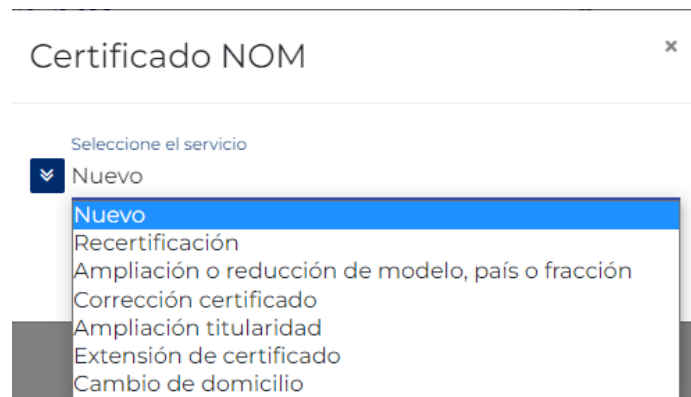 Certificado NOM
×
Seleccione el servicio
Nuevo
Nuevo
Recertificación
Ampliación o reducción de modelo, país o fracción
Corrección certificado
Ampliación titularidad
Extensión de certificado
Cambio de domicilio